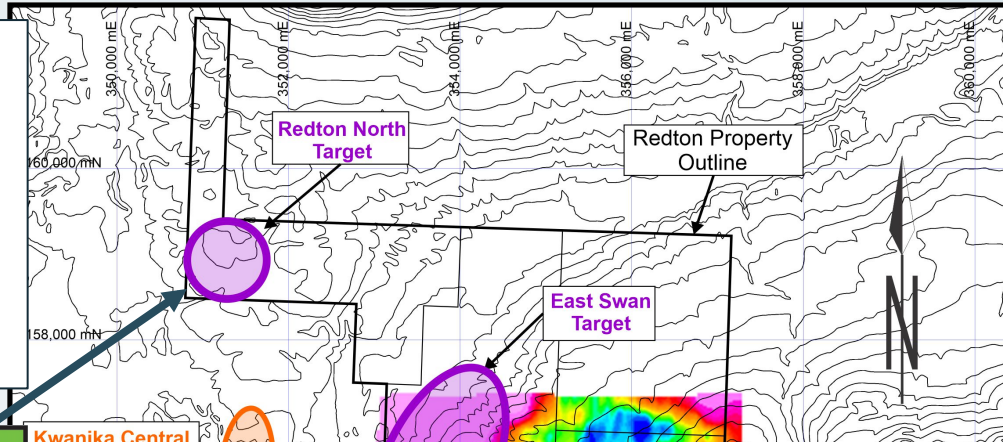 350,000 mE
352,000 mE
354,000 mE
356,000 mE
358,000 mE
360,000 mE
Redton North
Target
Redton Property
Outline
160,000 mN
N
East Swan
Target
158,000 mN
Kwanika Central